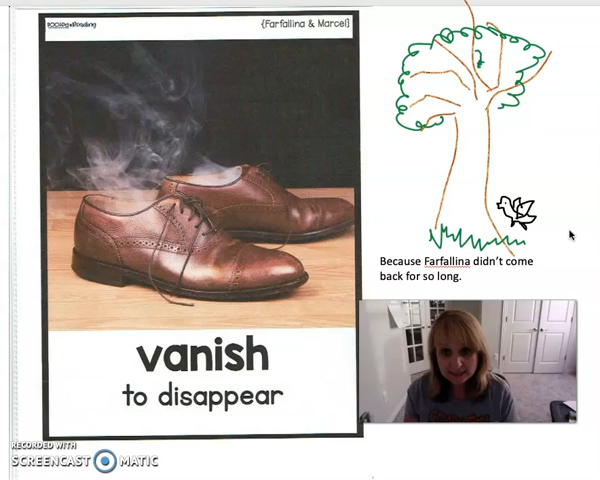 {Farfallina & Marcel}
vanish
to disappear
Because Farfallina didn't come
back for so long.
RECORDED WITH
SCREENCAST MATIC